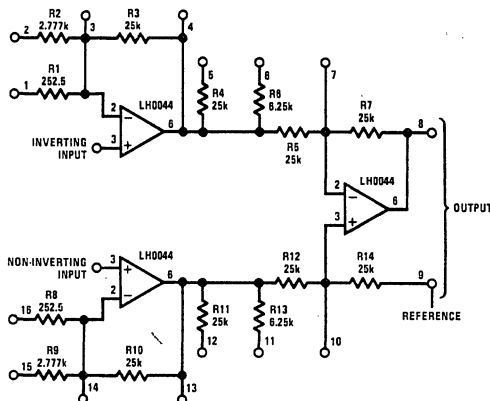 R2
2.777k
3
R3
25k
4
2
R1
252.5
1
5
R4
25k
6
R6
6.25k
7
R7
25k
8
LH0044
2
6
3
INVERTING
INPUT
R5
25k
LH0044
2
6
3
OUTPUT
NON-INVERTING
INPUT
3
LH0044
6
2
R12
25k
R14
25k
9
REFERENCE
16
R8
252.5
R11
25k
12
R13
6.25k
11
10
15
R9
2.777k
14
R10
25k
13